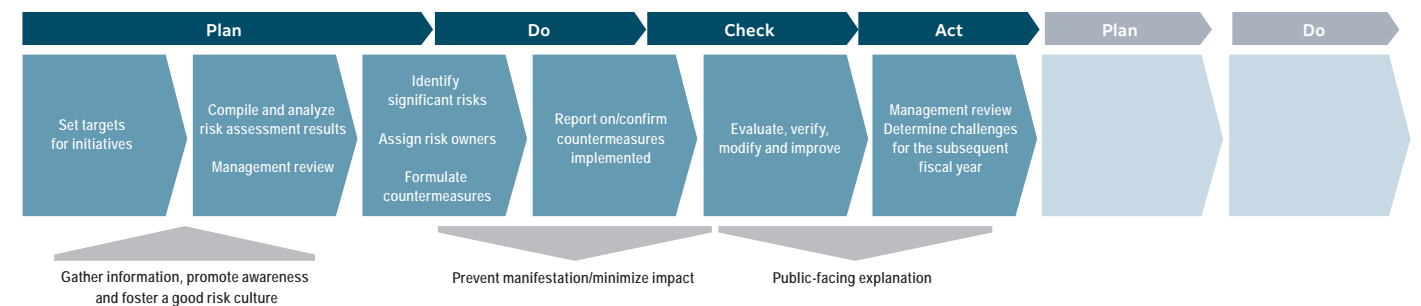 Plan
Do
Check
Act
Plan
Do
Set targets
for initiatives
Compile and analyze
risk assessment results
Management review
Identify
significant risks
Assign risk owners
Formulate
countermeasures
Report on/confirm
countermeasures
implemented
Evaluate, verify,
modify and improve
Management review
Determine challenges
for the subsequent
fiscal year
Gather information, promote awareness
and foster a good risk culture
Prevent manifestation/minimize impact
Public-facing explanation